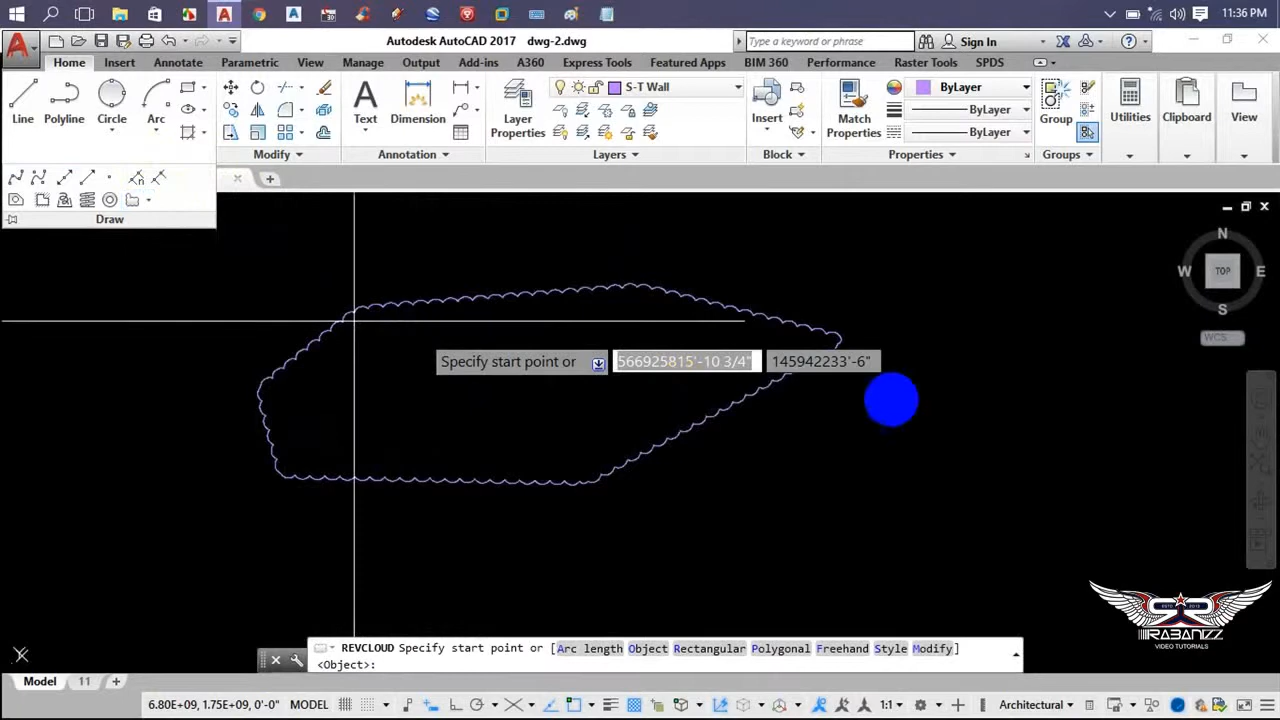 11:36 PM
Autodesk AutoCAD 2017 dwg-2.dwg
Type a keyword or phrase
Sign In
Home Insert Annotate Parametric View Manage Output Add-ins A360 Express Tools Featured Apps BIM 360 Performance Raster Tools SPDS
S-T Wall
ByLayer
ByLayer
ByLayer
Line Polyline Circle Arc
Text Dimension
Layer Properties
Insert
Match Properties
Group
Utilities
Clipboard
View
Modify
Annotation
Layers
Block
Properties
Groups
Draw
N
W TOP E
S
WCS
Specify start point or 566925815'-10 3/4" 145942233'-6"
RABANIZZ
VIDEO TUTORIALS
REVCLOUD Specify start point or [Arc length Object Rectangular Polygonal Freehand Style Modify]
<Object>:
Model 11 +
6.80E+09, 1.75E+09, 0'-0" MODEL 1:1 Architectural